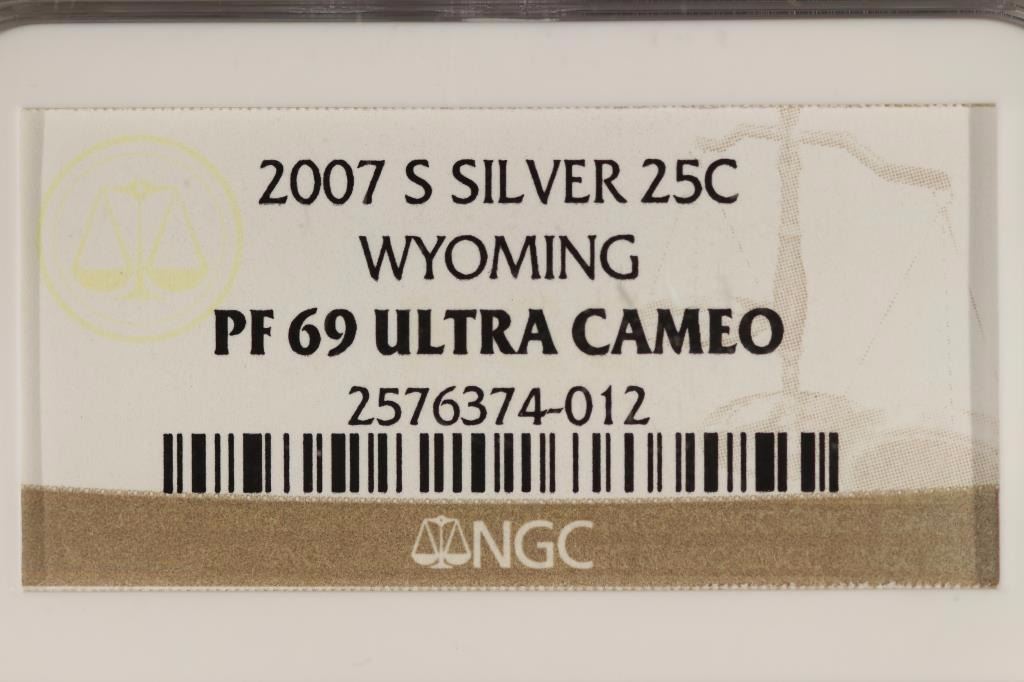 2007 S SILVER 25C
WYOMING
PF 69 ULTRA CAMEO
2576374-012
NGC